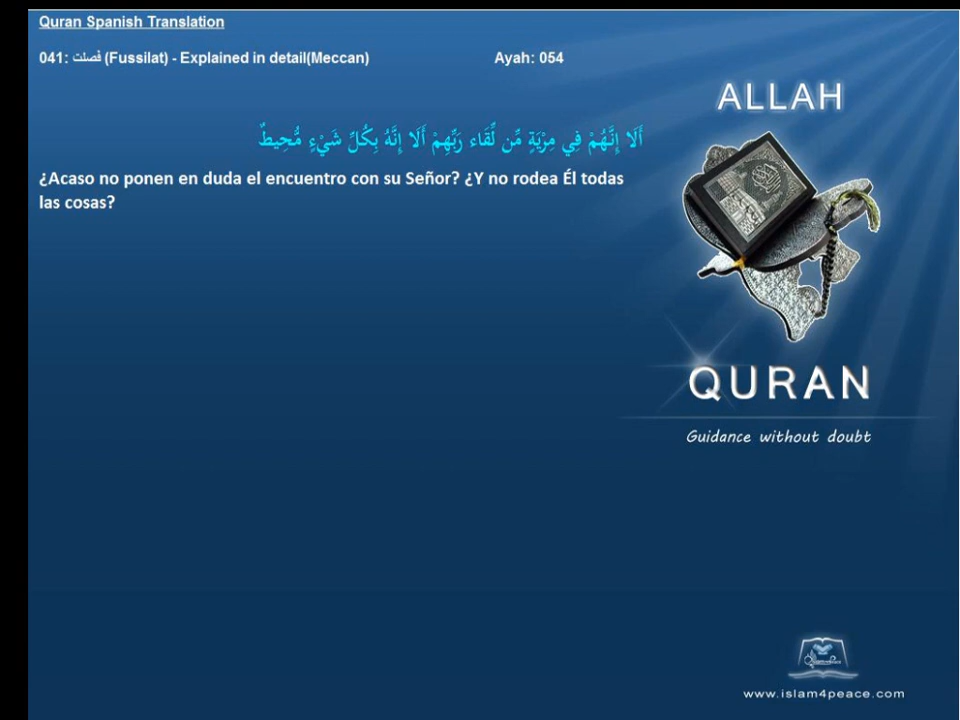 Quran Spanish Translation
041: فصلت (Fussilat) - Explained in detail(Meccan) Ayah: 054
أَلَا إِنَّهُمْ فِي مِرْيَةٍ مِّن لِّقَاء رَبِّهِمْ أَلَا إِنَّهُ بِكُلِّ شَيْءٍ مُّحِيطٌ
¿Acaso no ponen en duda el encuentro con su Señor? ¿Y no rodea Él todas
las cosas?
ALLAH
QURAN
Guidance without doubt
www.islam4peace.com